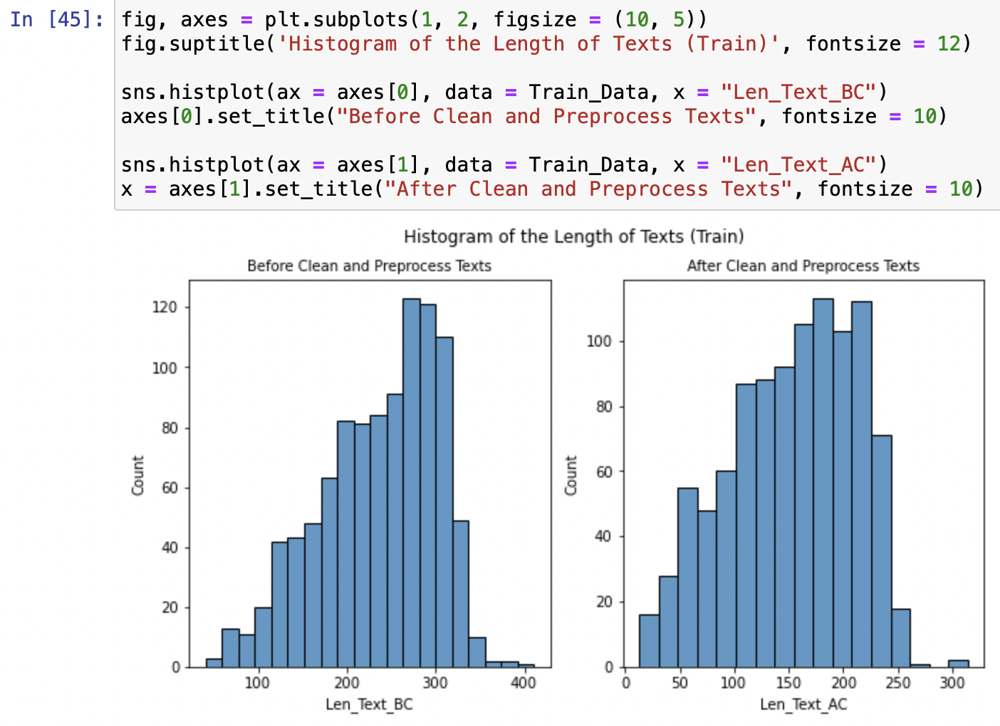 In [45]: fig, axes = plt.subplots(1, 2, figsize = (10, 5))
fig.suptitle('Histogram of the Length of Texts (Train)', fontsize = 12)
sns.histplot(ax = axes[0], data = Train_Data, x = "Len_Text_BC")
axes[0].set_title("Before Clean and Preprocess Texts", fontsize = 10)
sns.histplot(ax = axes[1], data = Train_Data, x = "Len_Text_AC")
x = axes[1].set_title("After Clean and Preprocess Texts", fontsize = 10)
Histogram of the Length of Texts (Train)
Before Clean and Preprocess Texts
120
100
80
60
40
20
0
Count
100 200 300 400
Len_Text_BC
After Clean and Preprocess Texts
100
80
60
40
20
0
Count
0 50 100 150 200 250 300
Len_Text_AC